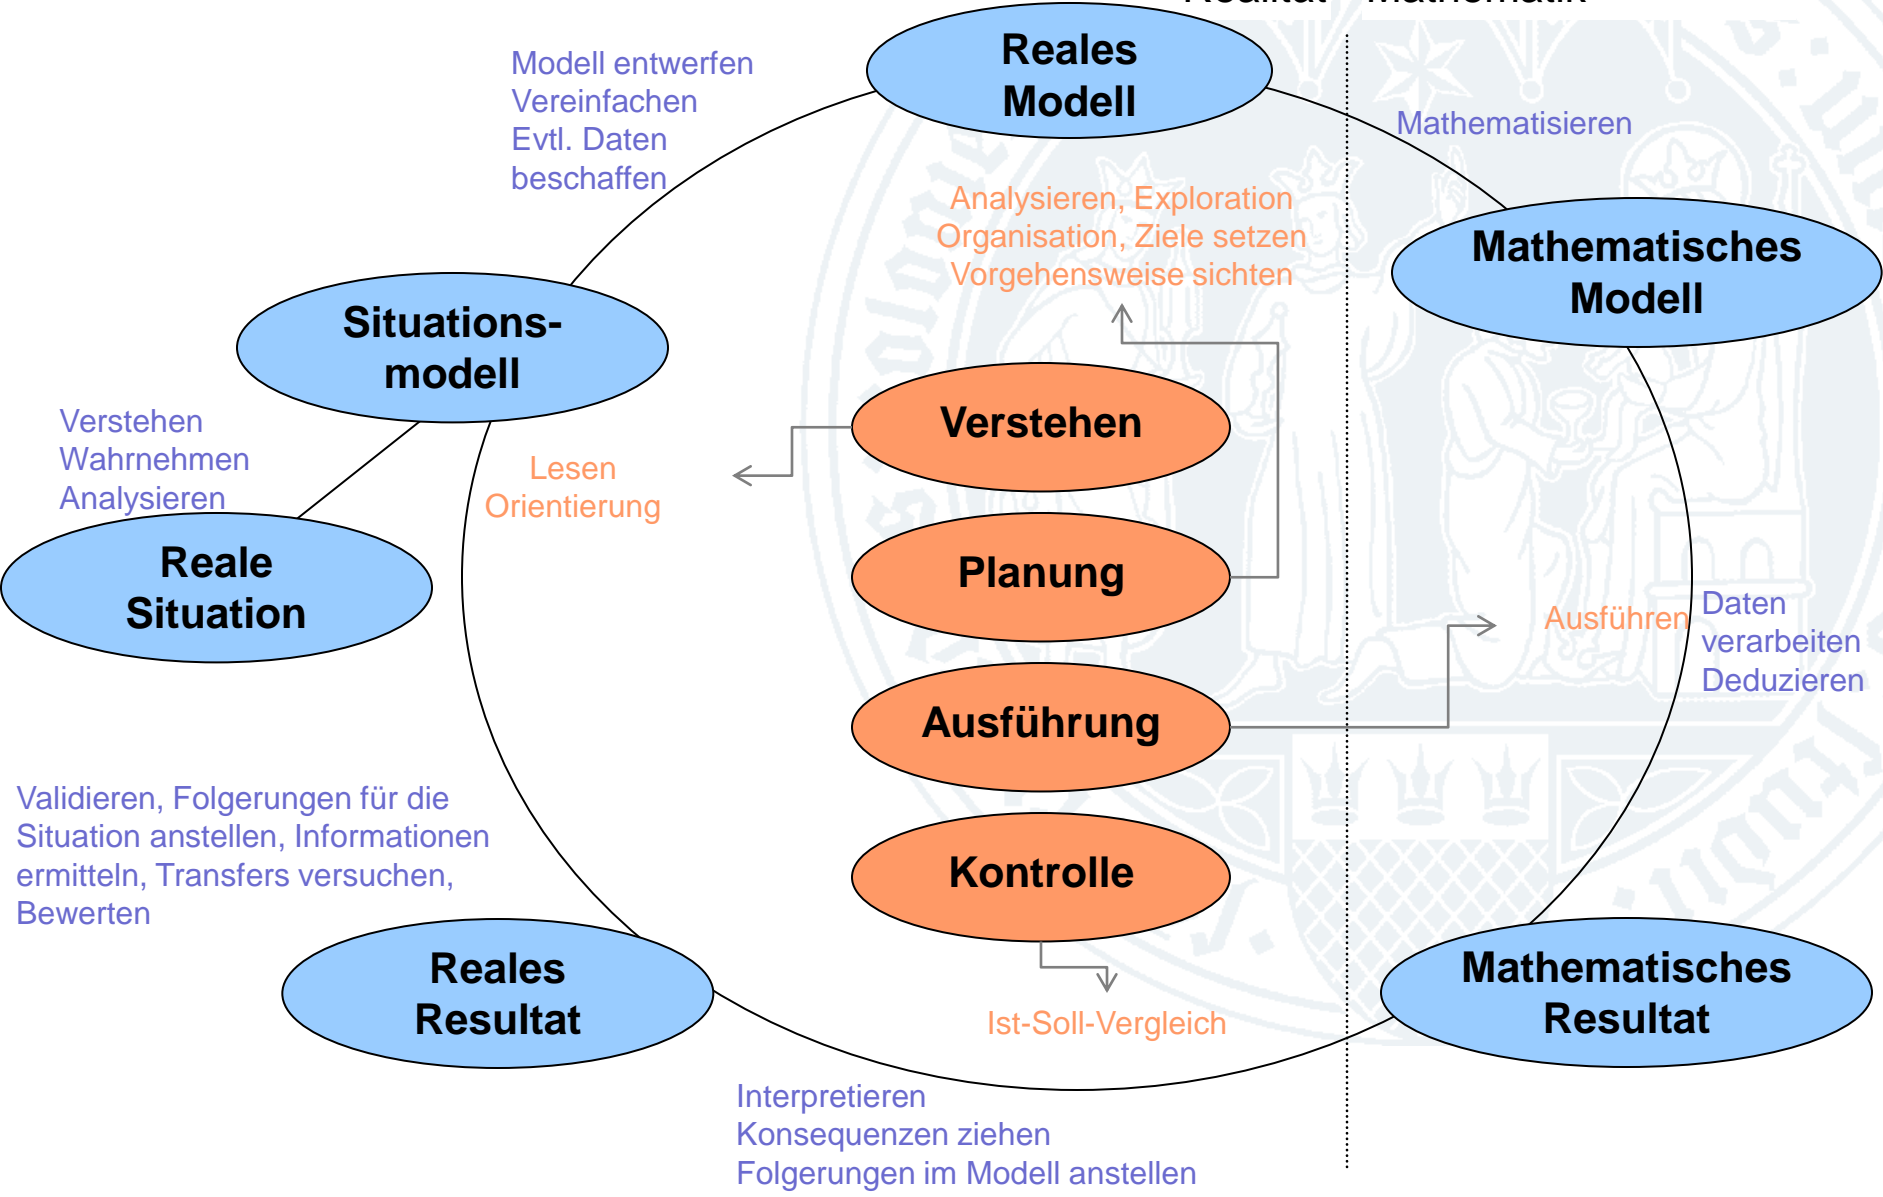 Realität Mathematik
Reales
Modell
Modell entwerfen
Vereinfachen
Evtl. Daten
beschaffen
Mathematisieren
Analysieren, Exploration
Organisation, Ziele setzen
Vorgehensweise sichten
Mathematisches
Modell
Situations-
modell
Verstehen
Wahrnehmen
Analysieren
Lesen
Orientierung
Verstehen
Reale
Situation
Planung
Ausführen
Daten
verarbeiten
Deduzieren
Ausführung
Validieren, Folgerungen für die
Situation anstellen, Informationen
ermitteln, Transfers versuchen,
Bewerten
Kontrolle
Reales
Resultat
Mathematisches
Resultat
Ist-Soll-Vergleich
Interpretieren
Konsequenzen ziehen
Folgerungen im Modell anstellen